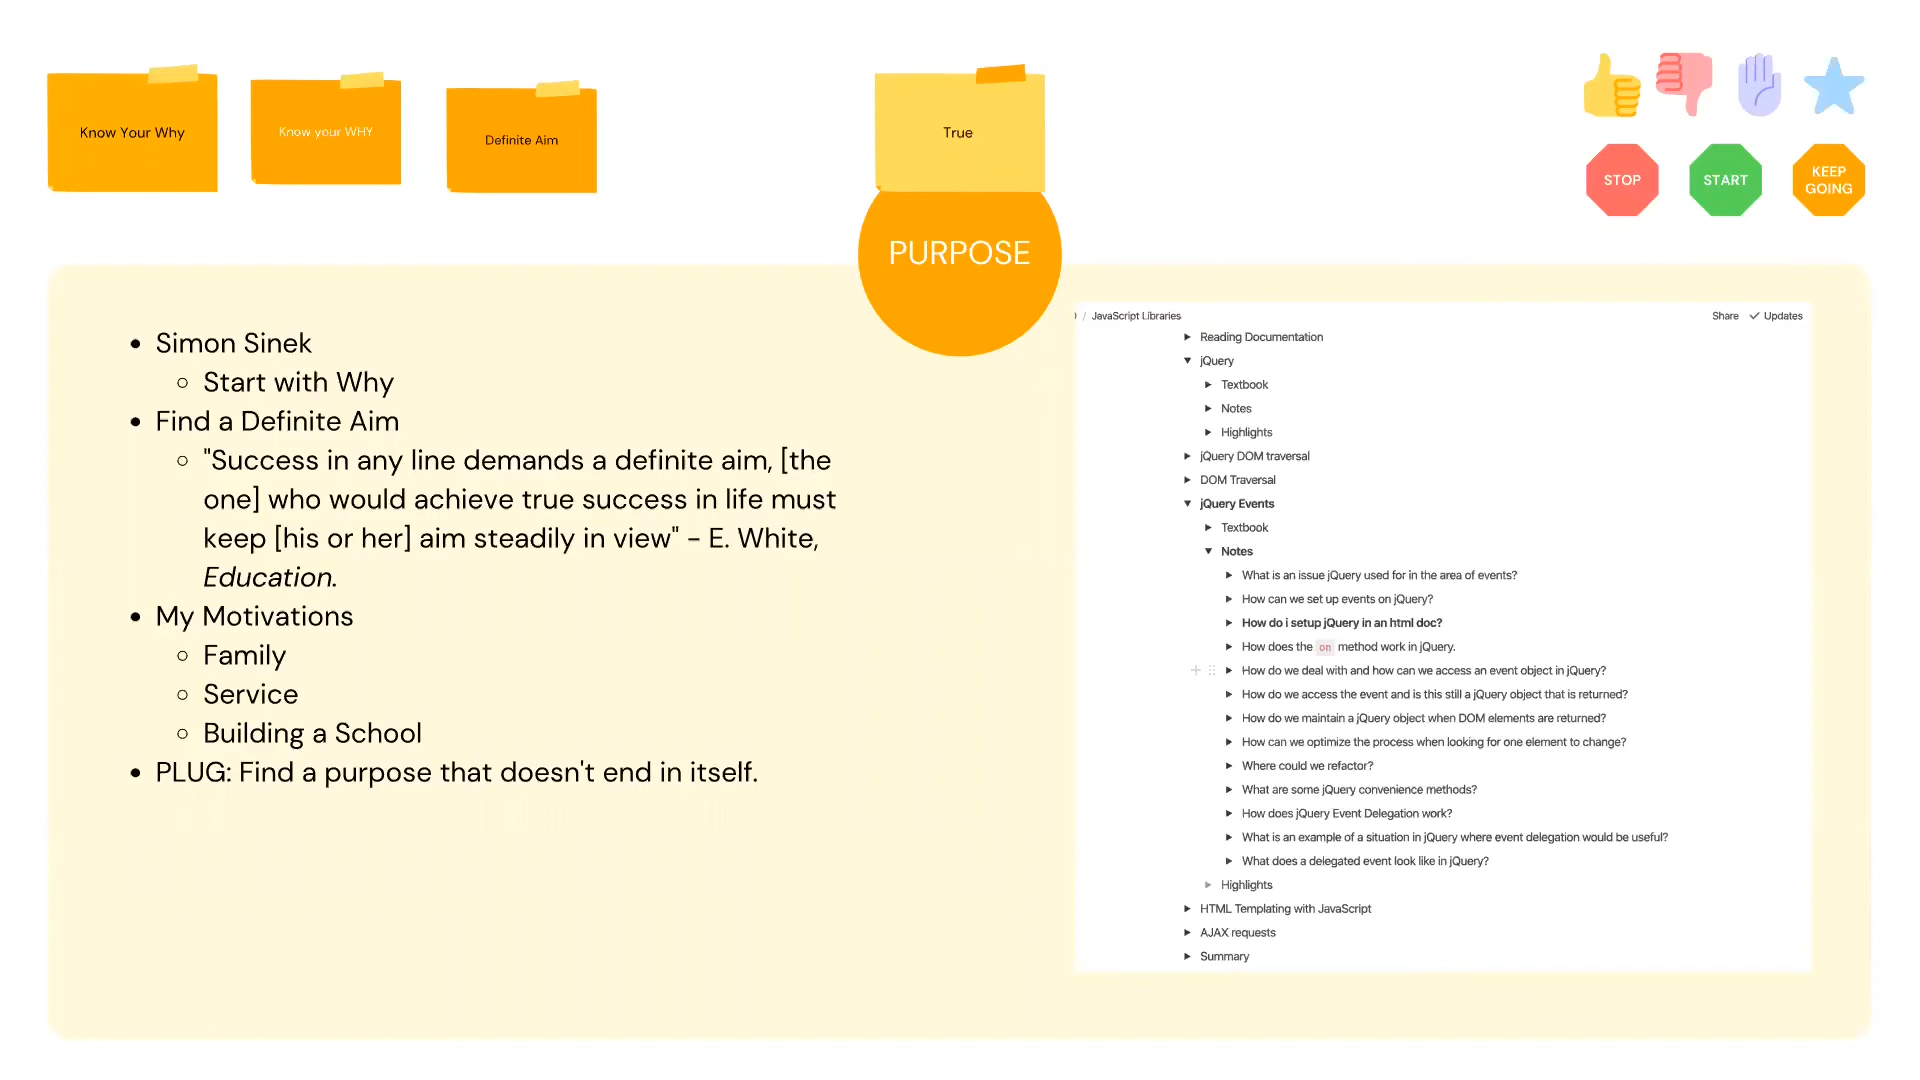 Know Your Why
Know your WHY
Definite Aim
True
STOP
START
KEEP
GOING
PURPOSE
• Simon Sinek
○ Start with Why
• Find a Definite Aim
○ "Success in any line demands a definite aim, [the
one] who would achieve true success in life must
keep [his or her] aim steadily in view" - E. White,
Education.
• My Motivations
○ Family
○ Service
○ Building a School
• PLUG: Find a purpose that doesn't end in itself.
/ JavaScript Libraries
Share ✓ Updates
Reading Documentation
jQuery
Textbook
Notes
Highlights
jQuery DOM traversal
DOM Traversal
jQuery Events
Textbook
Notes
What is an issue jQuery used for in the area of events?
How can we set up events on jQuery?
How do i setup jQuery in an html doc?
How does the on method work in jQuery.
How do we deal with and how can we access an event object in jQuery?
How do we access the event and is this still a jQuery object that is returned?
How do we maintain a jQuery object when DOM elements are returned?
How can we optimize the process when looking for one element to change?
Where could we refactor?
What are some jQuery convenience methods?
How does jQuery Event Delegation work?
What is an example of a situation in jQuery where event delegation would be useful?
What does a delegated event look like in jQuery?
Highlights
HTML Templating with JavaScript
AJAX requests
Summary